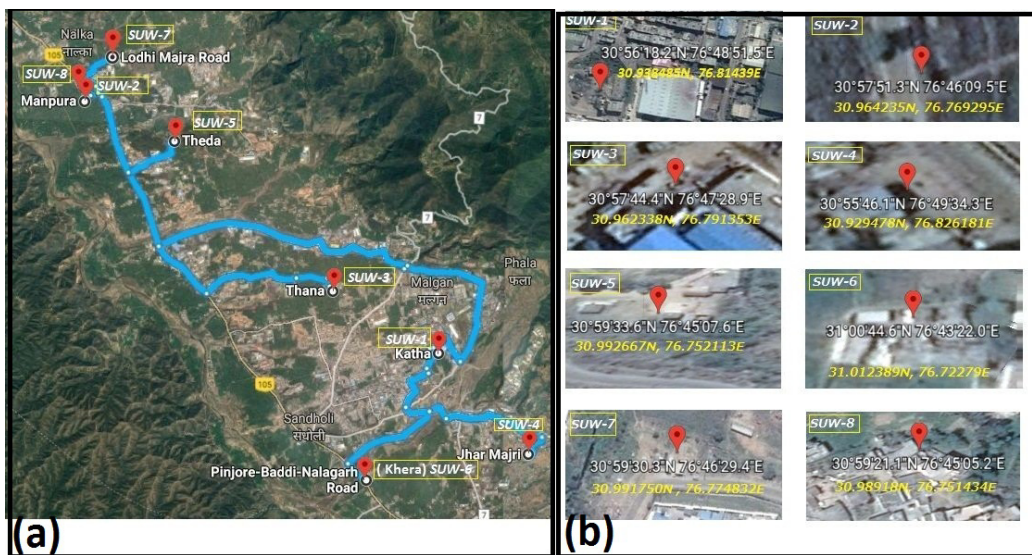 Nalka
नाल्का
105
SUW-7
Lodhi Majra Road
SUW-8
SUW-2
Manpura
SUW-5
Theda
7
7
SUW-3
Thana
Malgan
मल्गन
Phala
फला
SUW-1
Katha
105
Sandholi
संधोली
SUW-4
Jhar Majri
Pinjore-Baddi-Nalagarh
Road
( Khera) SUW-6
7
(a)
SUW-1
30°56'18.2"N 76°48'51.5"E
30.938485N, 76.81439E
SUW-2
30°57'51.3"N 76°46'09.5"E
30.964235N, 76.769295E
SUW-3
30°57'44.4"N 76°47'28.9"E
30.962338N, 76.791353E
SUW-4
30°55'46.1"N 76°49'34.3"E
30.929478N, 76.826181E
SUW-5
30°59'33.6"N 76°45'07.6"E
30.992667N, 76.752113E
SUW-6
31°00'44.6"N 76°43'22.0"E
31.012389N, 76.72279E
SUW-7
30°59'30.3"N 76°46'29.4"E
30.991750N , 76.774832E
SUW-8
30°59'21.1"N 76°45'05.2"E
30.98918N, 76.751434E
(b)